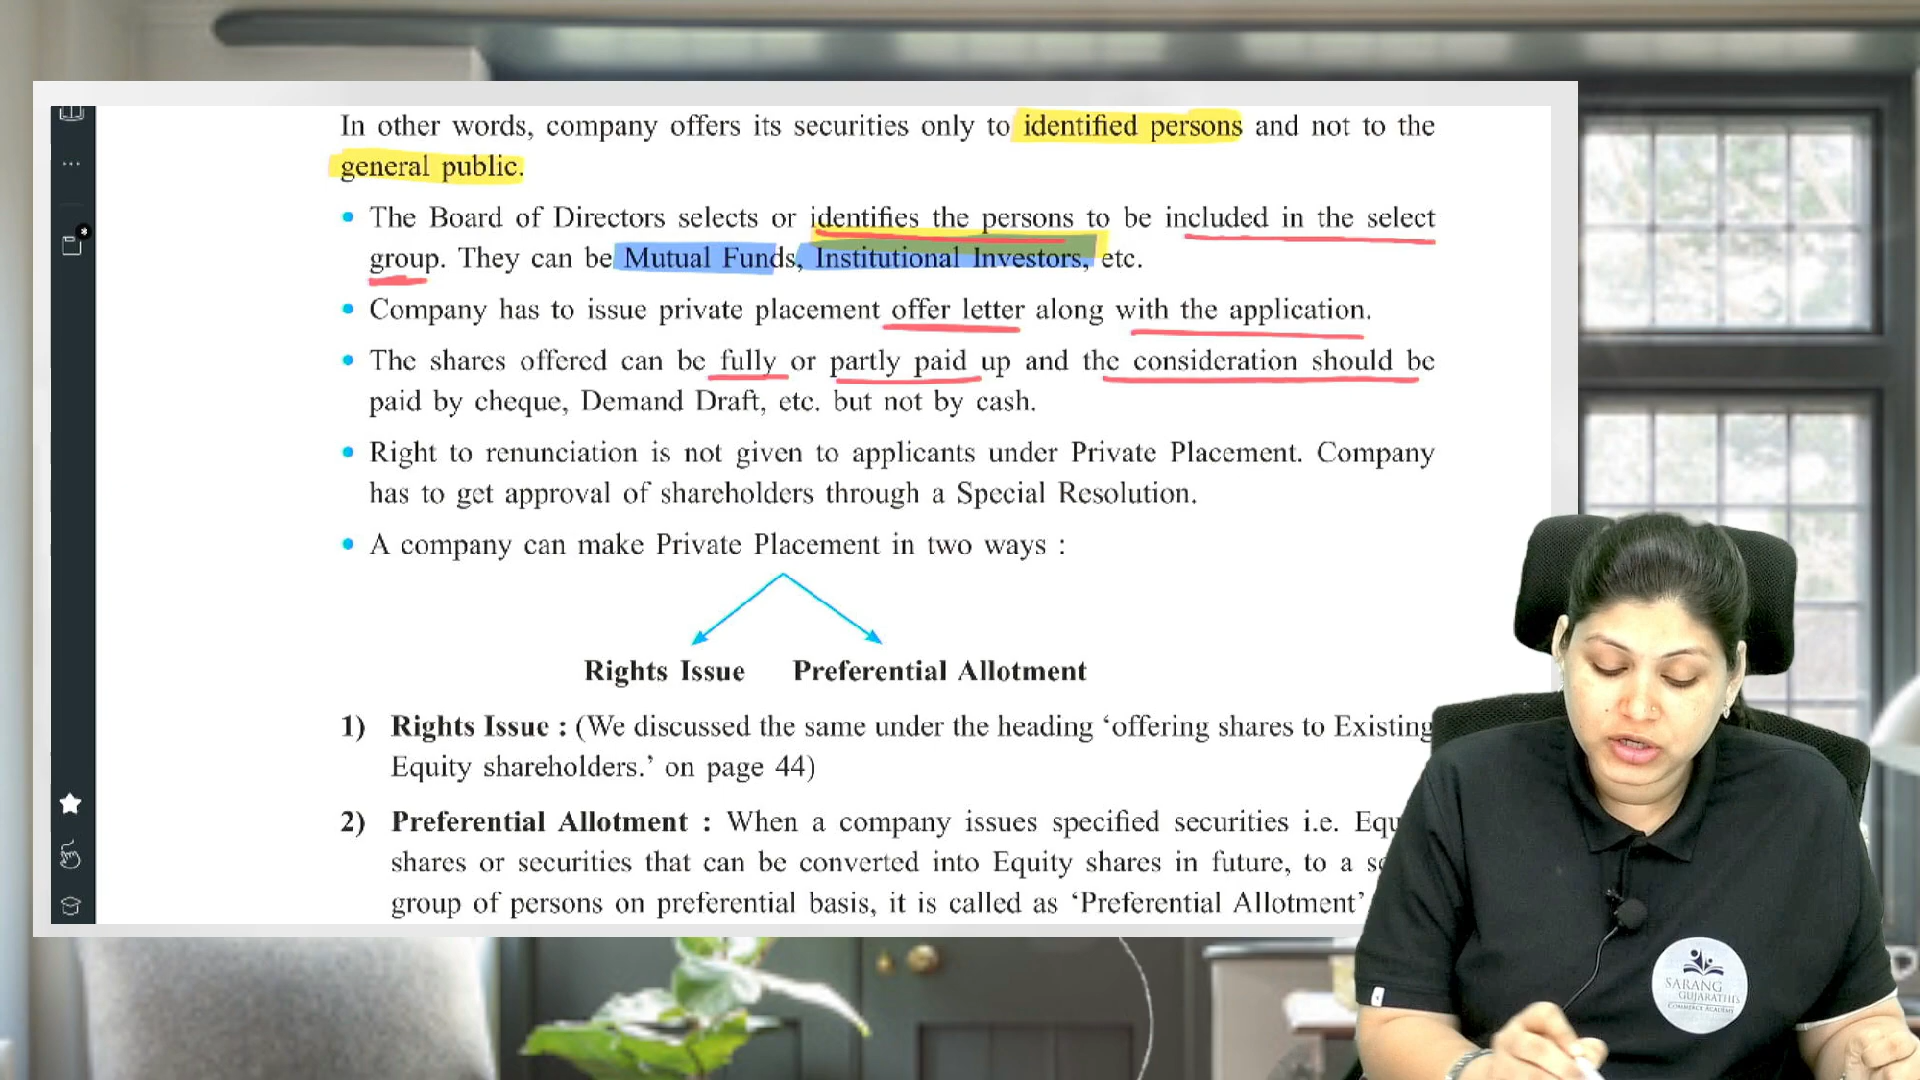 In other words, company offers its securities only to identified persons and not to the
general public.
• The Board of Directors selects or identifies the persons to be included in the select
group. They can be Mutual Funds, Institutional Investors, etc.
• Company has to issue private placement offer letter along with the application.
• The shares offered can be fully or partly paid up and the consideration should be
paid by cheque, Demand Draft, etc. but not by cash.
• Right to renunciation is not given to applicants under Private Placement. Company
has to get approval of shareholders through a Special Resolution.
• A company can make Private Placement in two ways :
Rights Issue Preferential Allotment
1) Rights Issue : (We discussed the same under the heading ‘offering shares to Existing
Equity shareholders.’ on page 44)
2) Preferential Allotment : When a company issues specified securities i.e.
shares or securities that can be converted into Equity shares in future, to a
group of persons on preferential basis, it is called as ‘Preferential Allotment’
SARANG
GUJARATHI'S
COMMERCE ACADEMY